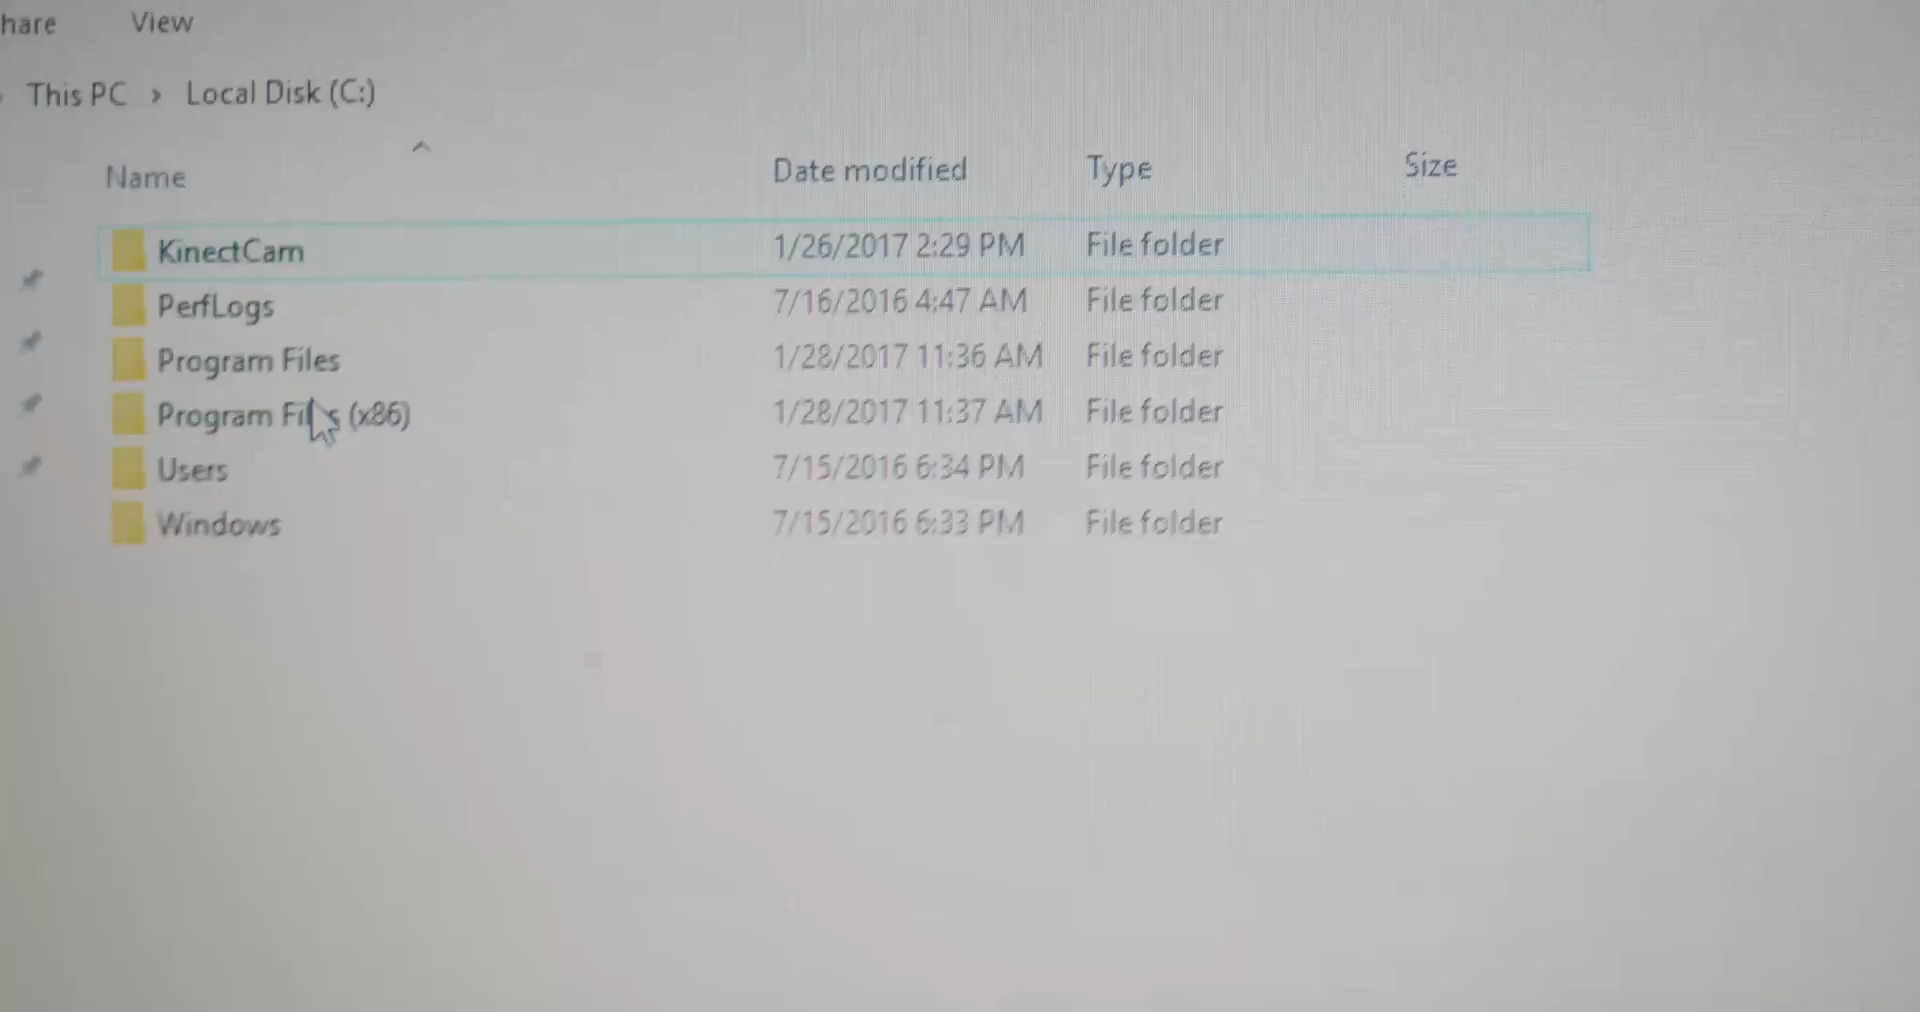 hare View
This PC › Local Disk (C:)
Name Date modified Type Size
KinectCam 1/26/2017 2:29 PM File folder
PerfLogs 7/16/2016 4:47 AM File folder
Program Files 1/28/2017 11:36 AM File folder
Program Files (x86) 1/28/2017 11:37 AM File folder
Users 7/15/2016 6:34 PM File folder
Windows 7/15/2016 6:33 PM File folder